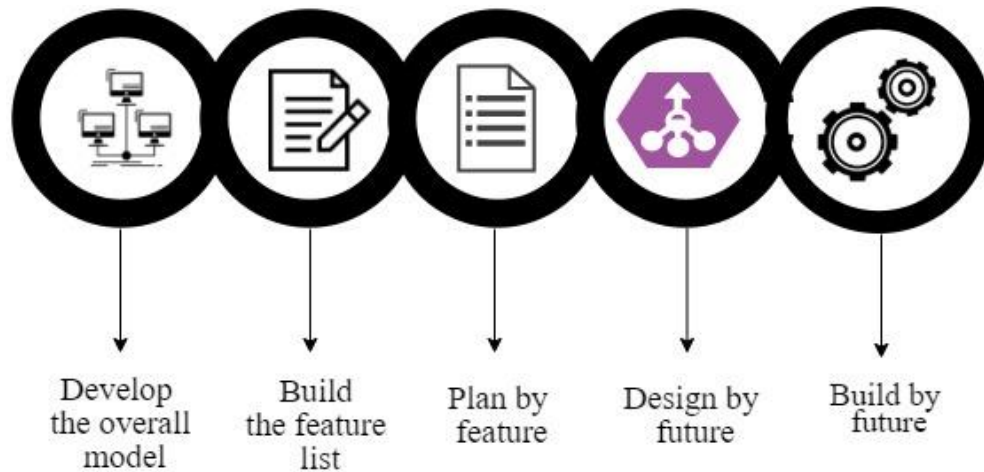 Develop
the overall
model
Build
the feature
list
Plan by
feature
Design by
future
Build by
future